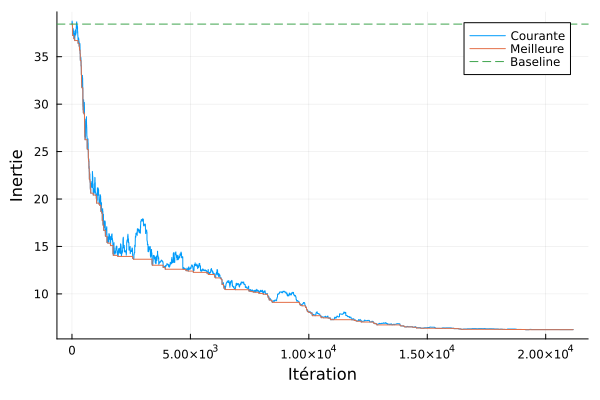 Courante
Meilleure
Baseline
35
30
25
20
15
10
Inertie
0
5.00×10³
1.00×10⁴
1.50×10⁴
2.00×10⁴
Itération